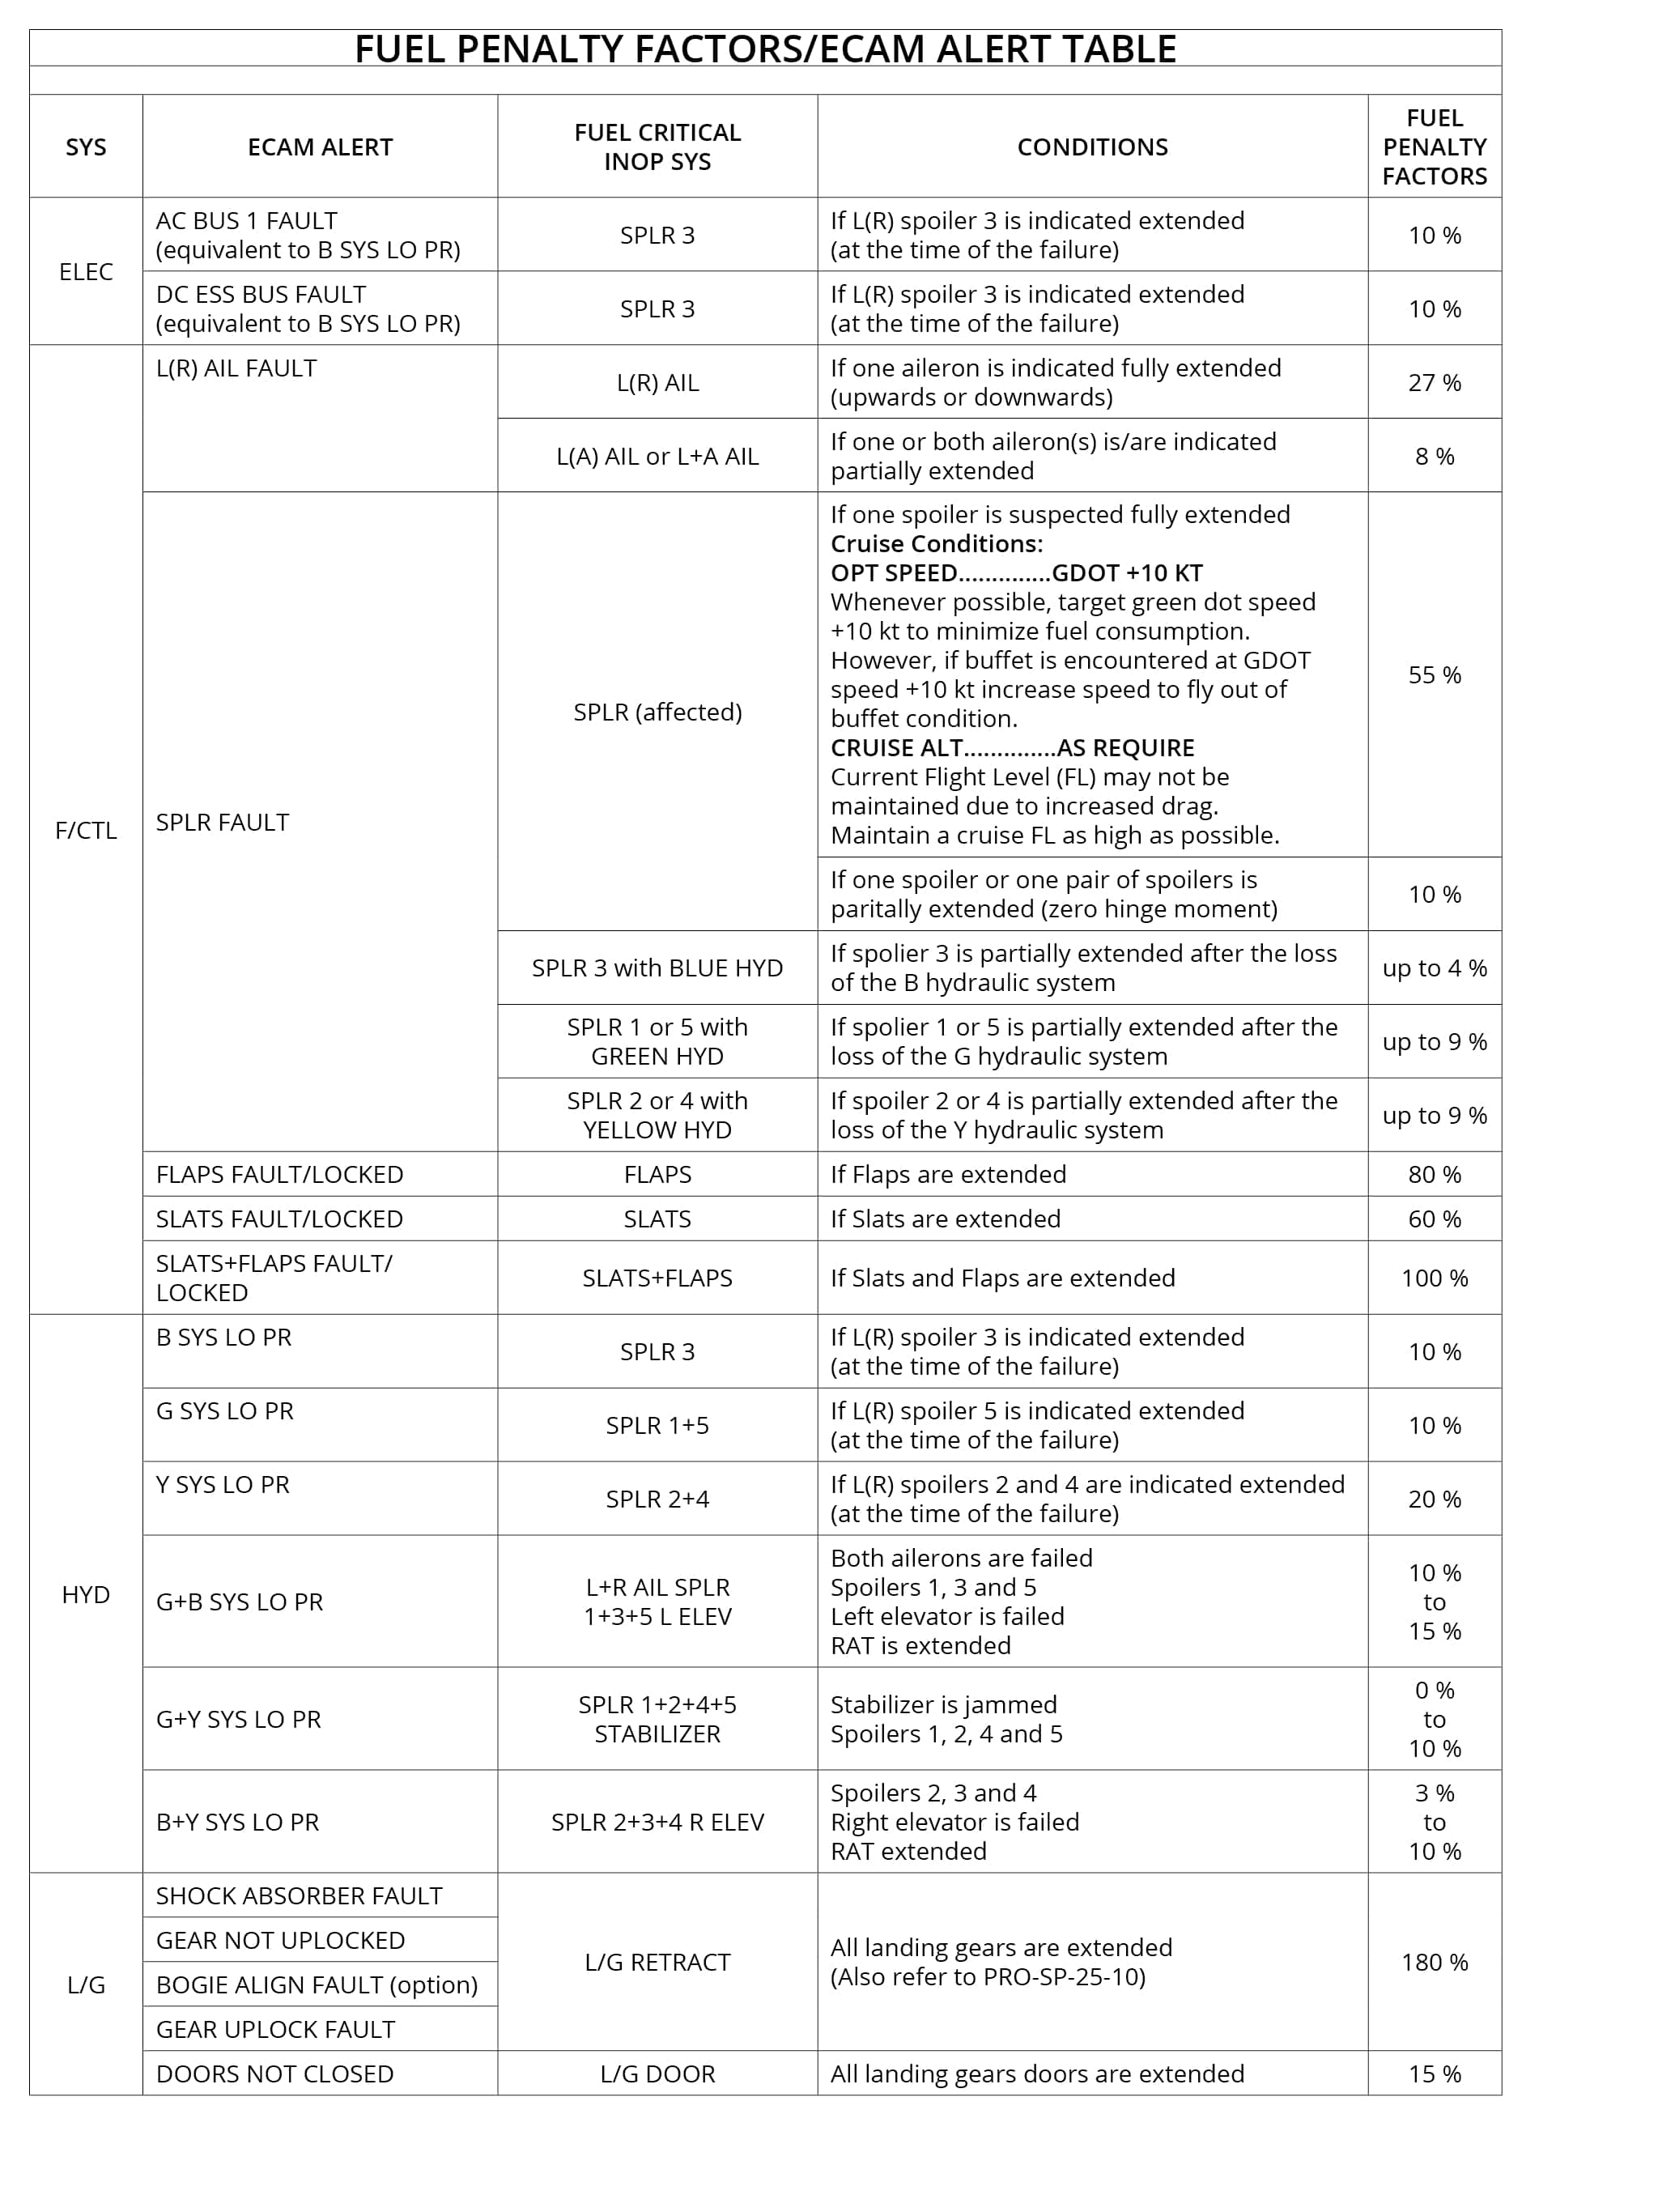 FUEL PENALTY FACTORS/ECAM ALERT TABLE
SYS
ECAM ALERT
FUEL CRITICAL
INOP SYS
CONDITIONS
FUEL
PENALTY
FACTORS
ELEC
AC BUS 1 FAULT
(equivalent to B SYS LO PR)
SPLR 3
If L(R) spoiler 3 is indicated extended
(at the time of the failure)
10 %
DC ESS BUS FAULT
(equivalent to B SYS LO PR)
SPLR 3
If L(R) spoiler 3 is indicated extended
(at the time of the failure)
10 %
F/CTL
L(R) AIL FAULT
L(R) AIL
If one aileron is indicated fully extended
(upwards or downwards)
27 %
L(A) AIL or L+A AIL
If one or both aileron(s) is/are indicated
partially extended
8 %
SPLR FAULT
SPLR (affected)
If one spoiler is suspected fully extended
Cruise Conditions:
OPT SPEED..............GDOT +10 KT
Whenever possible, target green dot speed
+10 kt to minimize fuel consumption.
However, if buffet is encountered at GDOT
speed +10 kt increase speed to fly out of
buffet condition.
CRUISE ALT..............AS REQUIRE
Current Flight Level (FL) may not be
maintained due to increased drag.
Maintain a cruise FL as high as possible.
55 %
If one spoiler or one pair of spoilers is
paritally extended (zero hinge moment)
10 %
SPLR 3 with BLUE HYD
If spolier 3 is partially extended after the loss
of the B hydraulic system
up to 4 %
SPLR 1 or 5 with
GREEN HYD
If spolier 1 or 5 is partially extended after the
loss of the G hydraulic system
up to 9 %
SPLR 2 or 4 with
YELLOW HYD
If spoiler 2 or 4 is partially extended after the
loss of the Y hydraulic system
up to 9 %
FLAPS FAULT/LOCKED
FLAPS
If Flaps are extended
80 %
SLATS FAULT/LOCKED
SLATS
If Slats are extended
60 %
SLATS+FLAPS FAULT/
LOCKED
SLATS+FLAPS
If Slats and Flaps are extended
100 %
HYD
B SYS LO PR
SPLR 3
If L(R) spoiler 3 is indicated extended
(at the time of the failure)
10 %
G SYS LO PR
SPLR 1+5
If L(R) spoiler 5 is indicated extended
(at the time of the failure)
10 %
Y SYS LO PR
SPLR 2+4
If L(R) spoilers 2 and 4 are indicated extended
(at the time of the failure)
20 %
G+B SYS LO PR
L+R AIL SPLR
1+3+5 L ELEV
Both ailerons are failed
Spoilers 1, 3 and 5
Left elevator is failed
RAT is extended
10 %
to
15 %
G+Y SYS LO PR
SPLR 1+2+4+5
STABILIZER
Stabilizer is jammed
Spoilers 1, 2, 4 and 5
0 %
to
10 %
B+Y SYS LO PR
SPLR 2+3+4 R ELEV
Spoilers 2, 3 and 4
Right elevator is failed
RAT extended
3 %
to
10 %
L/G
SHOCK ABSORBER FAULT
GEAR NOT UPLOCKED
BOGIE ALIGN FAULT (option)
GEAR UPLOCK FAULT
L/G RETRACT
All landing gears are extended
(Also refer to PRO-SP-25-10)
180 %
DOORS NOT CLOSED
L/G DOOR
All landing gears doors are extended
15 %